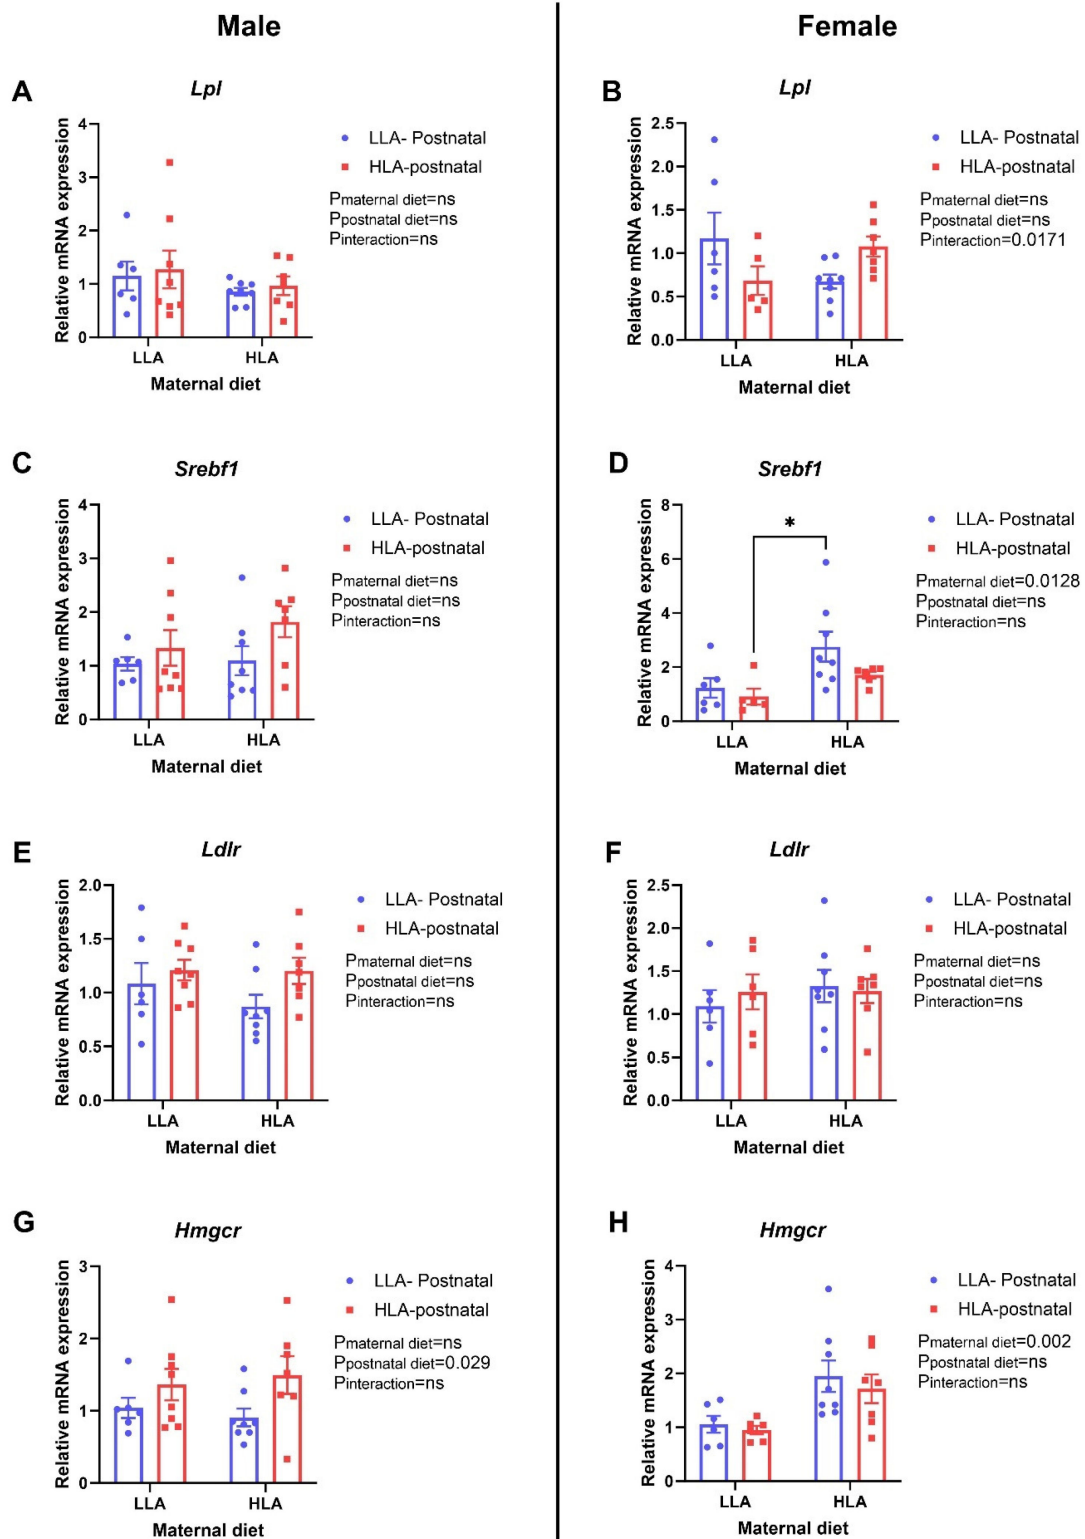 Male
Female
A
Lpl
4
3
2
1
0
Relative mRNA expression
LLA
HLA
Maternal diet
LLA- Postnatal
HLA-postnatal
Pmaternal diet=ns
Ppostnatal diet=ns
Pinteraction=ns
B
Lpl
2.5
2.0
1.5
1.0
0.5
0.0
Relative mRNA expression
LLA
HLA
Maternal diet
LLA- Postnatal
HLA-postnatal
Pmaternal diet=ns
Ppostnatal diet=ns
Pinteraction=0.0171
C
Srebf1
4
3
2
1
0
Relative mRNA expression
LLA
HLA
Maternal diet
LLA- Postnatal
HLA-postnatal
Pmaternal diet=ns
Ppostnatal diet=ns
Pinteraction=ns
D
Srebf1
8
6
4
2
0
Relative mRNA expression
*
LLA
HLA
Maternal diet
LLA- Postnatal
HLA-postnatal
Pmaternal diet=0.0128
Ppostnatal diet=ns
Pinteraction=ns
E
Ldlr
2.0
1.5
1.0
0.5
0.0
Relative mRNA expression
LLA
HLA
Maternal diet
LLA- Postnatal
HLA-postnatal
Pmaternal diet=ns
Ppostnatal diet=ns
Pinteraction=ns
F
Ldlr
2.5
2.0
1.5
1.0
0.5
0.0
Relative mRNA expression
LLA
HLA
Maternal diet
LLA- Postnatal
HLA-postnatal
Pmaternal diet=ns
Ppostnatal diet=ns
Pinteraction=ns
G
Hmgcr
3
2
1
0
Relative mRNA expression
LLA
HLA
Maternal diet
LLA- Postnatal
HLA-postnatal
Pmaternal diet=ns
Ppostnatal diet=0.029
Pinteraction=ns
H
Hmgcr
4
3
2
1
0
Relative mRNA expression
LLA
HLA
Maternal diet
LLA- Postnatal
HLA-postnatal
Pmaternal diet=0.002
Ppostnatal diet=ns
Pinteraction=ns